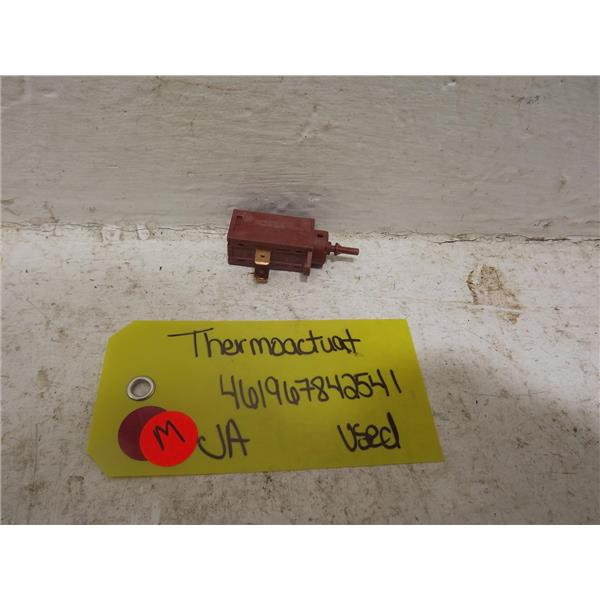 Thermoactuat
461967842541
M JA used